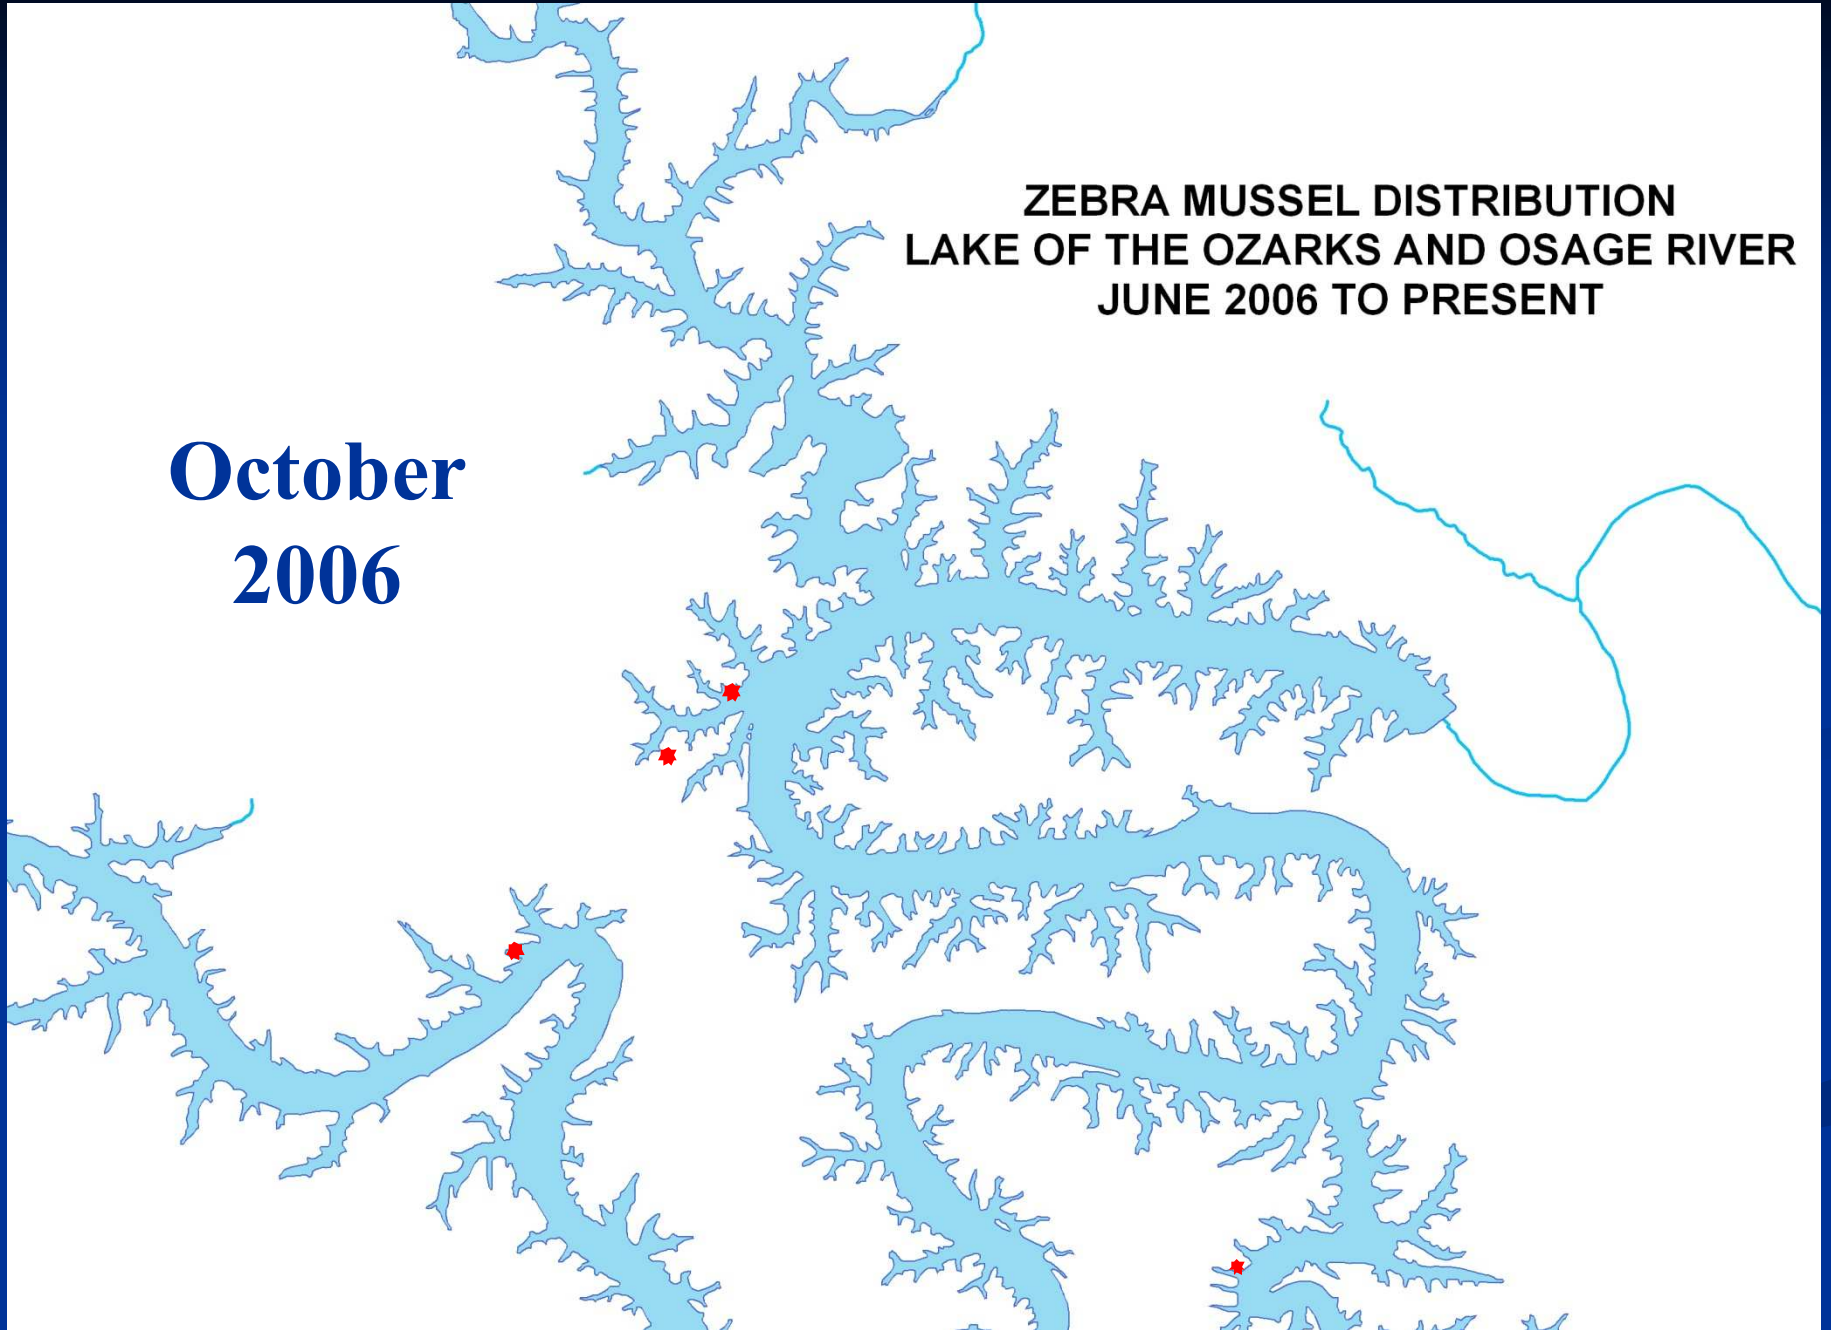 ZEBRA MUSSEL DISTRIBUTION
LAKE OF THE OZARKS AND OSAGE RIVER
JUNE 2006 TO PRESENT
October
2006